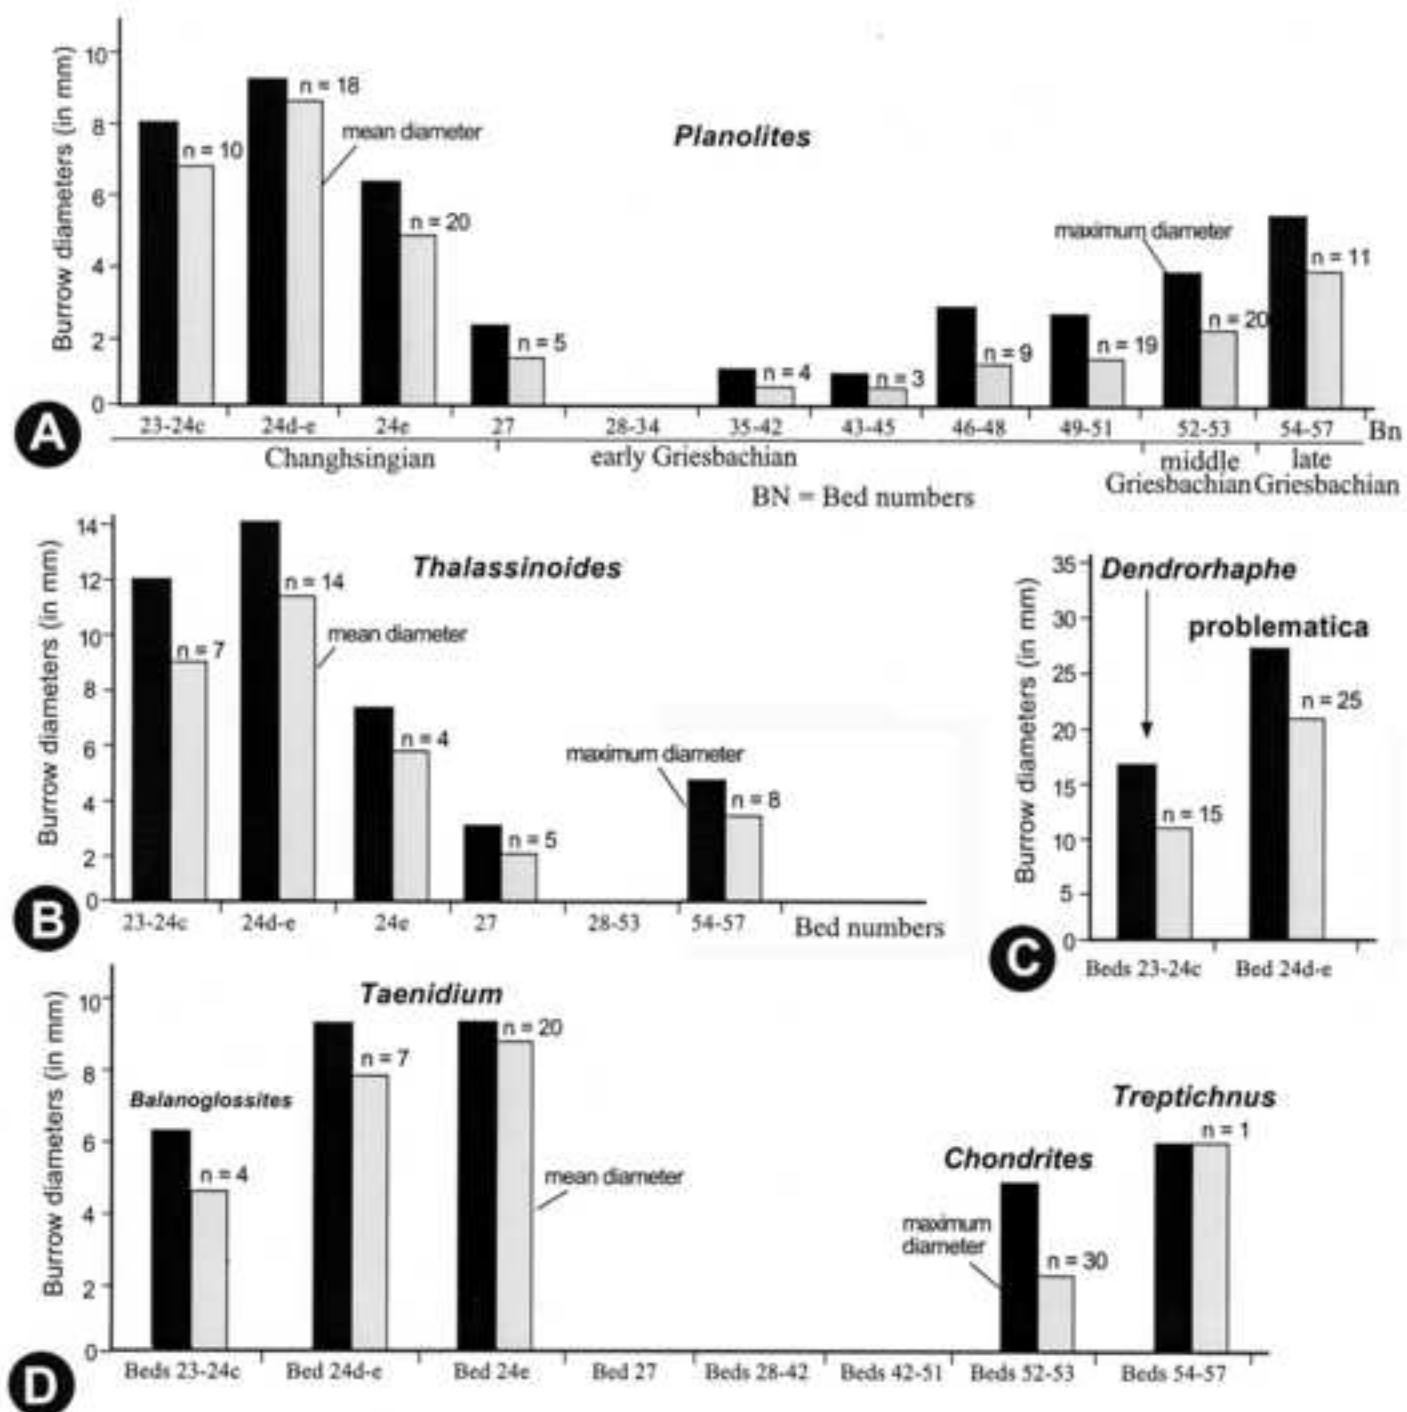 Burrow diameters (in mm)
10
8
6
4
2
0
n = 10
n = 18
mean diameter
n = 20
n = 5
Planolites
n = 4
n = 3
n = 9
n = 19
maximum diameter
n = 20
n = 11
A
23-24c 24d-e 24e 27 28-34 35-42 43-45 46-48 49-51 52-53 54-57 Bn
Changhsingian early Griesbachian middle Griesbachian late Griesbachian
BN = Bed numbers
Burrow diameters (in mm)
14
12
10
8
6
4
2
0
Thalassinoides
n = 7
n = 14
mean diameter
n = 4
n = 5
maximum diameter
n = 8
B
23-24c 24d-e 24e 27 28-53 54-57 Bed numbers
Burrow diameters (in mm)
35
30
25
20
15
10
5
0
Dendrorhaphe
problematica
n = 15
n = 25
C
Beds 23-24c Bed 24d-e
Burrow diameters (in mm)
10
8
6
4
2
0
Taenidium
Balanoglossites
n = 4
n = 7
n = 20
mean diameter
Chondrites
maximum
diameter
n = 30
Treptichnus
n = 1
D
Beds 23-24c Bed 24d-e Bed 24e Bed 27 Beds 28-42 Beds 42-51 Beds 52-53 Beds 54-57